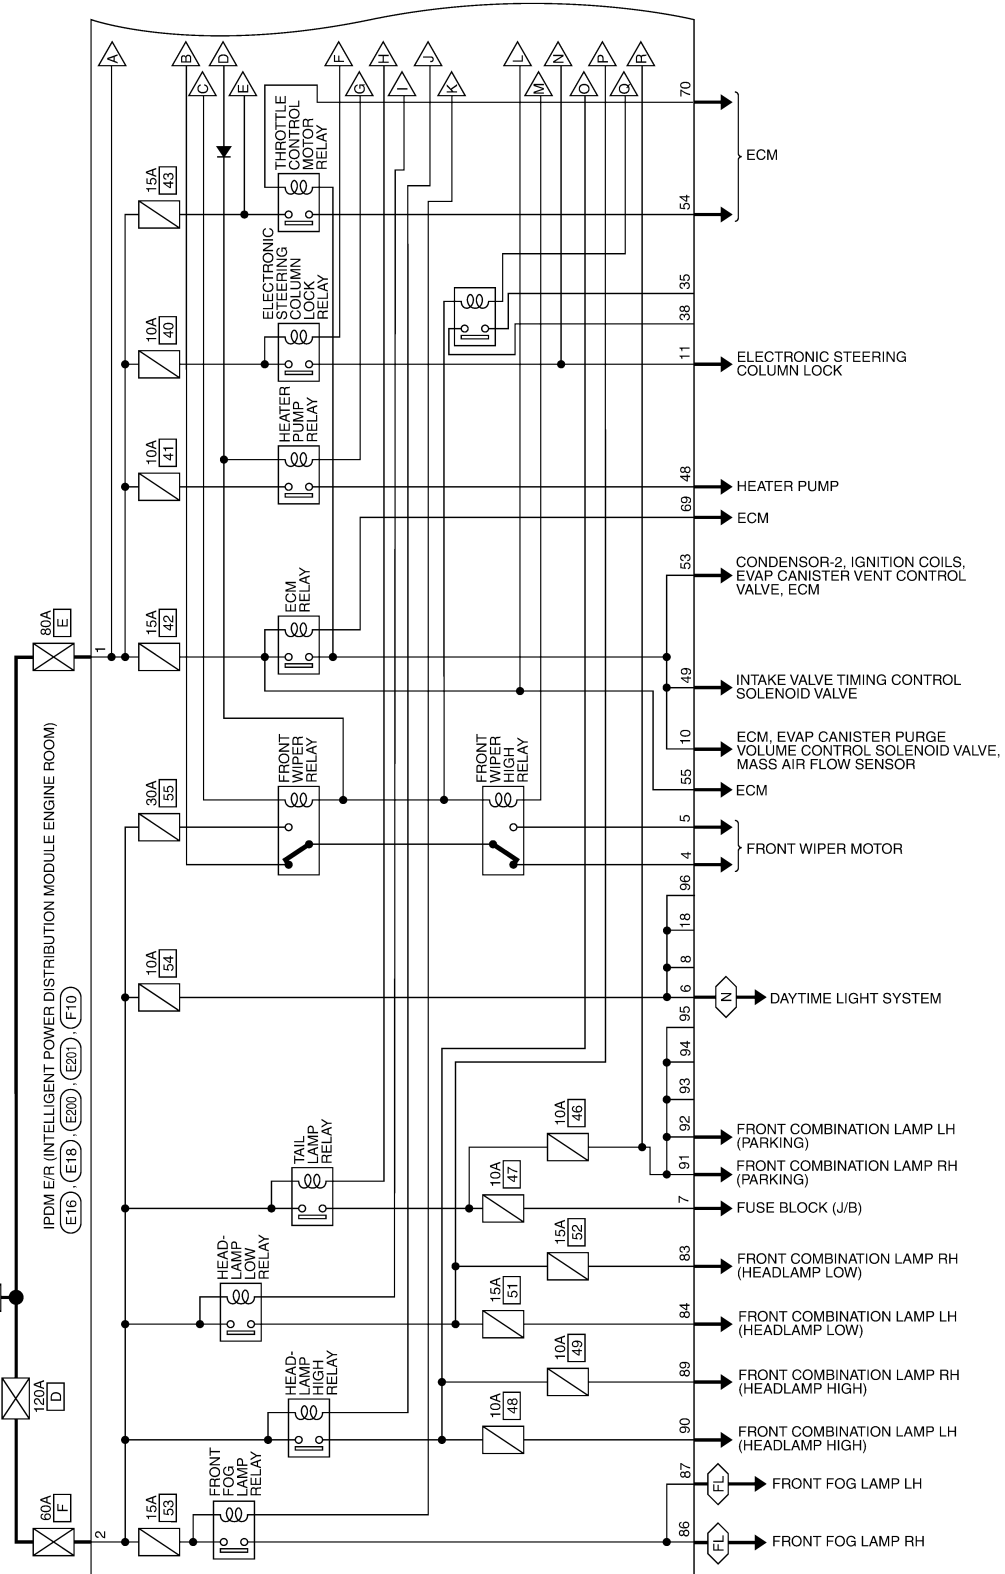 A
B
C
D
E
F
G
H
I
J
K
L
M
N
O
P
Q
R
70
THROTTLE
CONTROL
MOTOR
RELAY
ECM
15A
43
54
ELECTRONIC
STEERING
COLUMN
LOCK
RELAY
35
38
10A
40
11
ELECTRONIC STEERING
COLUMN LOCK
HEATER
PUMP
RELAY
10A
41
48
HEATER PUMP
69
ECM
53
CONDENSOR-2, IGNITION COILS,
EVAP CANISTER VENT CONTROL
VALVE, ECM
ECM
RELAY
80A
E
1
15A
42
49
INTAKE VALVE TIMING CONTROL
SOLENOID VALVE
10
ECM, EVAP CANISTER PURGE
VOLUME CONTROL SOLENOID VALVE,
MASS AIR FLOW SENSOR
55
ECM
FRONT
WIPER
RELAY
FRONT
WIPER
HIGH
RELAY
30A
55
5
4
FRONT WIPER MOTOR
IPDM E/R (INTELLIGENT POWER DISTRIBUTION MODULE ENGINE ROOM)
E16 , E18 , E200 , E201 , F10
96
18
8
10A
54
6
N
DAYTIME LIGHT SYSTEM
95
94
93
92
FRONT COMBINATION LAMP LH
(PARKING)
10A
46
91
FRONT COMBINATION LAMP RH
(PARKING)
TAIL
LAMP
RELAY
10A
47
7
FUSE BLOCK (J/B)
15A
52
83
FRONT COMBINATION LAMP RH
(HEADLAMP LOW)
HEAD-
LAMP
LOW
RELAY
15A
51
84
FRONT COMBINATION LAMP LH
(HEADLAMP LOW)
10A
49
89
FRONT COMBINATION LAMP RH
(HEADLAMP HIGH)
120A
D
HEAD-
LAMP
HIGH
RELAY
10A
48
90
FRONT COMBINATION LAMP LH
(HEADLAMP HIGH)
87
FL
FRONT FOG LAMP LH
60A
F
2
15A
53
FRONT
FOG
LAMP
RELAY
86
FL
FRONT FOG LAMP RH